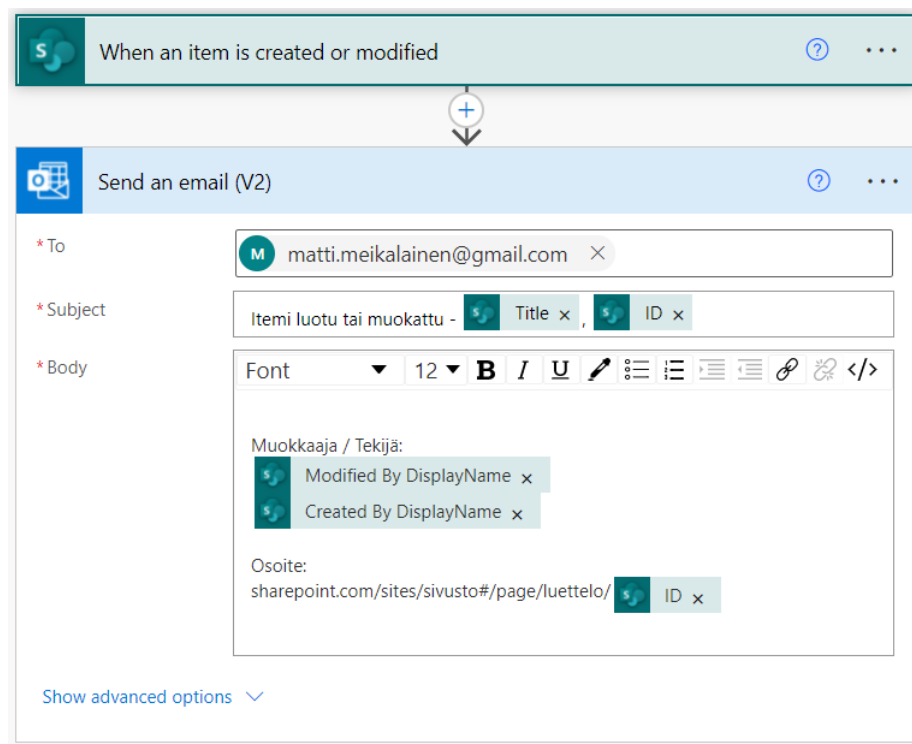 When an item is created or modified
Send an email (V2)
* To
M matti.meikalainen@gmail.com
* Subject
Itemi luotu tai muokattu - Title × , ID ×
* Body
Font 12 B I U </>
Muokkaaja / Tekijä:
Modified By DisplayName ×
Created By DisplayName ×
Osoite:
sharepoint.com/sites/sivusto#/page/luettelo/ ID ×
Show advanced options